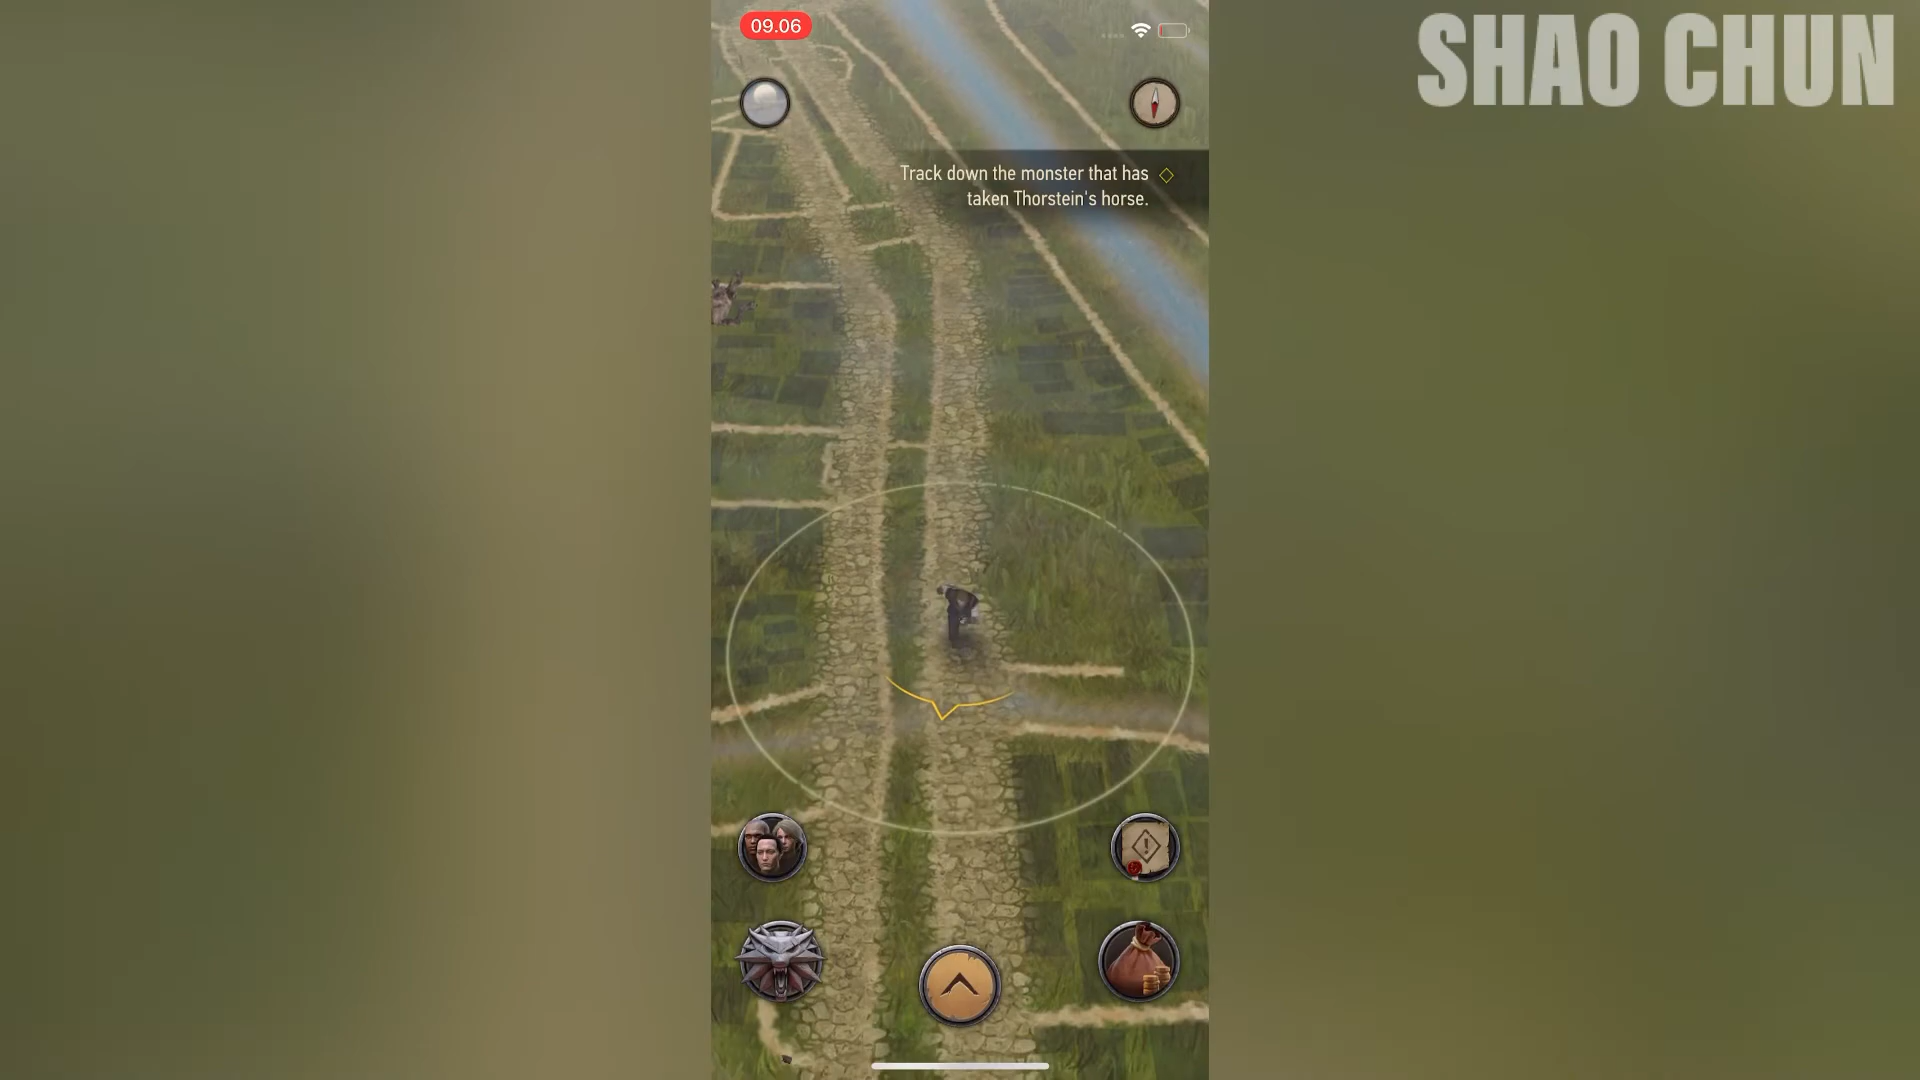 SHAO CHUN
09.06
Track down the monster that has
taken Thorstein's horse.